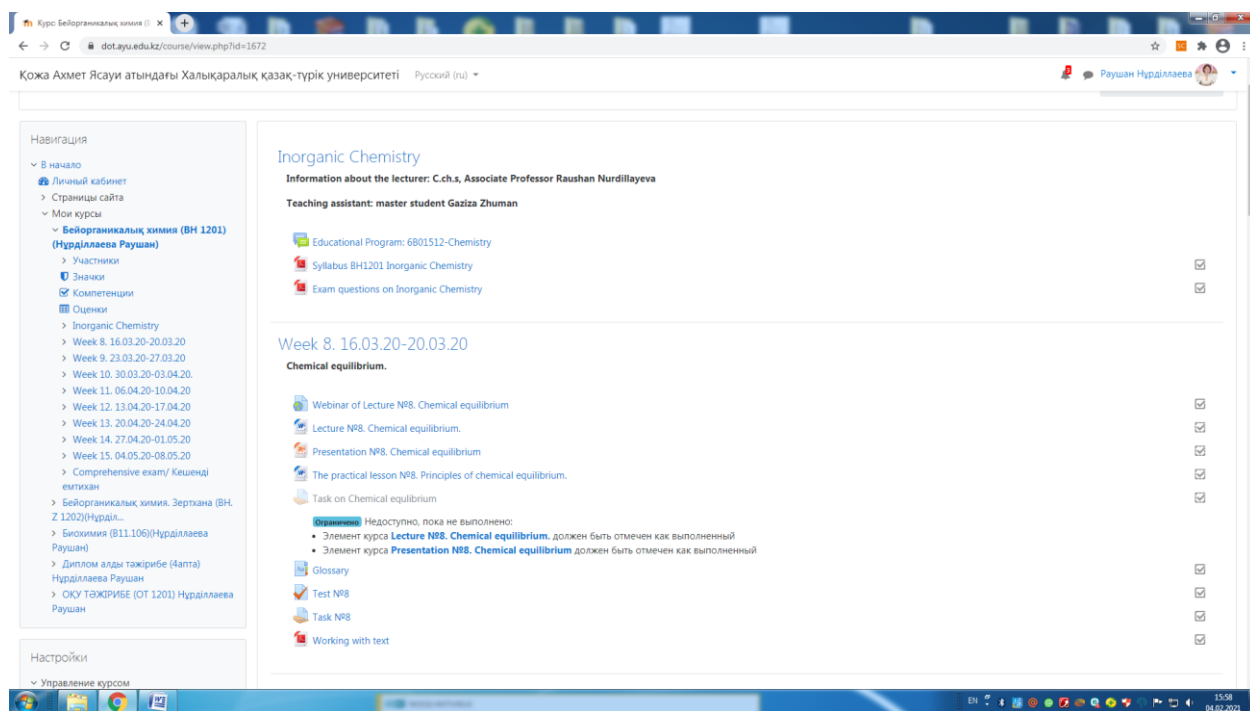 Курс: Бейорганикалық химия (
dot.ayu.edu.kz/course/view.php?id=1672
Қожа Ахмет Ясауи атындағы Халықаралық қазақ-түрік университеті Русский (ru)
Раушан Нұрділлаева
Навигация
В начало
Личный кабинет
Страницы сайта
Мои курсы
Бейорганикалық химия (BH 1201)
(Нұрділлаева Раушан)
Участники
Значки
Компетенции
Оценки
Inorganic Chemistry
Week 8. 16.03.20-20.03.20
Week 9. 23.03.20-27.03.20
Week 10. 30.03.20-03.04.20.
Week 11. 06.04.20-10.04.20
Week 12. 13.04.20-17.04.20
Week 13. 20.04.20-24.04.20
Week 14. 27.04.20-01.05.20
Week 15. 04.05.20-08.05.20
Comprehensive exam/ Кешенді
емтихан
Бейорганикалық химия. Зертхана (BH.
Z 1202)(Нұрділ...
Биохимия (B11.106)(Нұрділлаева
Раушан)
Диплом алды тәжірибе (4апта)
Нұрділлаева Раушан
ОҚУ ТӘЖІРИБЕ (ОТ 1201) Нұрділлаева
Раушан
Настройки
Управление курсом
Inorganic Chemistry
Information about the lecturer: C.ch.s, Associate Professor Raushan Nurdillayeva
Teaching assistant: master student Gaziza Zhuman
Educational Program: 6B01512-Chemistry
Syllabus BH1201 Inorganic Chemistry
Exam questions on Inorganic Chemistry
Week 8. 16.03.20-20.03.20
Chemical equilibrium.
Webinar of Lecture №8. Chemical equilibrium
Lecture №8. Chemical equilibrium.
Presentation №8. Chemical equilibrium
The practical lesson №8. Principles of chemical equilibrium.
Task on Chemical equlibrium
Ограничено Недоступно, пока не выполнено:
Элемент курса Lecture №8. Chemical equilibrium. должен быть отмечен как выполненный
Элемент курса Presentation №8. Chemical equilibrium должен быть отмечен как выполненный
Glossary
Test №8
Task №8
Working with text
EN
15:58
04.02.2021